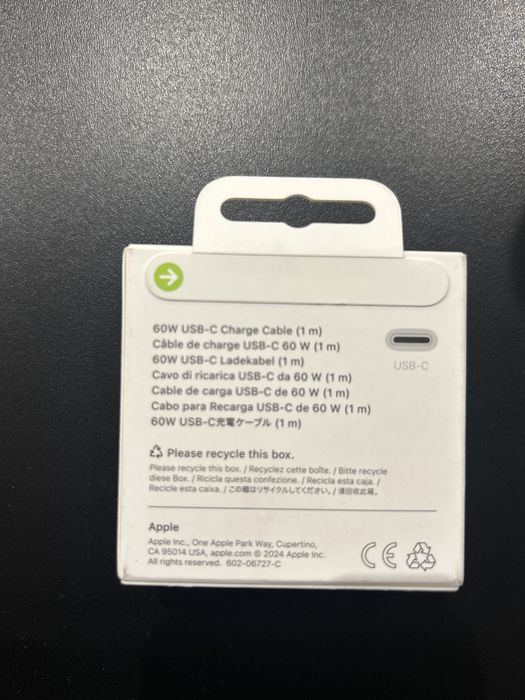 60W USB-C Charge Cable (1 m)
Câble de charge USB-C 60 W (1 m)
60W USB-C Ladekabel (1 m)
Cavo di ricarica USB-C da 60 W (1 m)
Cable de carga USB-C de 60 W (1 m)
Cabo para Recarga USB-C de 60 W (1 m)
60W USB-C充電ケーブル (1 m)
USB-C
Please recycle this box.
Please recycle this box. / Recyclez cette boîte. / Bitte recycle
diese Box. / Ricicla questa confezione. / Recicla esta caja. /
Recicle esta caixa. / この箱はリサイクルしてください。/ 请回收此箱。
Apple
Apple Inc., One Apple Park Way, Cupertino,
CA 95014 USA, apple.com © 2024 Apple Inc.
All rights reserved. 602-06727-C
CE